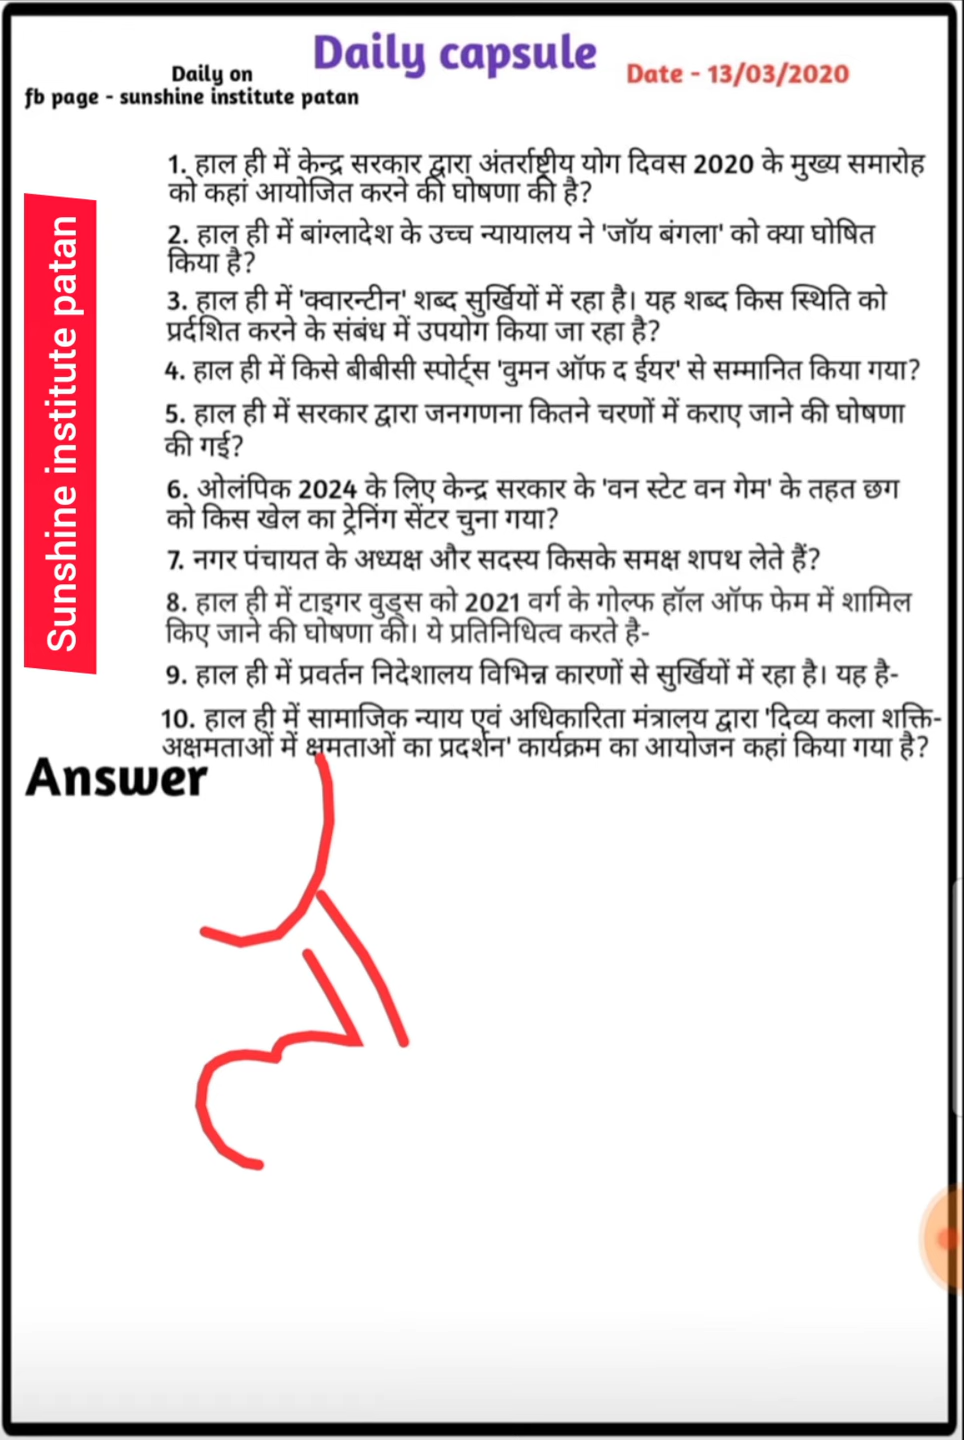 Daily capsule
Daily on
fb page - sunshine institute patan
Date - 13/03/2020
Sunshine institute patan
1. हाल ही में केन्द्र सरकार द्वारा अंतर्राष्ट्रीय योग दिवस 2020 के मुख्य समारोह
को कहां आयोजित करने की घोषणा की है?
2. हाल ही में बांग्लादेश के उच्च न्यायालय ने 'जॉय बंगला' को क्या घोषित
किया है?
3. हाल ही में 'क्वारन्टीन' शब्द सुर्खियों में रहा है। यह शब्द किस स्थिति को
प्रर्दशित करने के संबंध में उपयोग किया जा रहा है?
4. हाल ही में किसे बीबीसी स्पोर्ट्स 'वुमन ऑफ द ईयर' से सम्मानित किया गया?
5. हाल ही में सरकार द्वारा जनगणना कितने चरणों में कराए जाने की घोषणा
की गई?
6. ओलंपिक 2024 के लिए केन्द्र सरकार के 'वन स्टेट वन गेम' के तहत छग
को किस खेल का ट्रेनिंग सेंटर चुना गया?
7. नगर पंचायत के अध्यक्ष और सदस्य किसके समक्ष शपथ लेते हैं?
8. हाल ही में टाइगर वुड्स को 2021 वर्ग के गोल्फ हॉल ऑफ फेम में शामिल
किए जाने की घोषणा की। ये प्रतिनिधित्व करते है-
9. हाल ही में प्रवर्तन निदेशालय विभिन्न कारणों से सुर्खियों में रहा है। यह है-
10. हाल ही में सामाजिक न्याय एवं अधिकारिता मंत्रालय द्वारा 'दिव्य कला शक्ति-
अक्षमताओं में क्षमताओं का प्रदर्शन' कार्यक्रम का आयोजन कहां किया गया है?
Answer